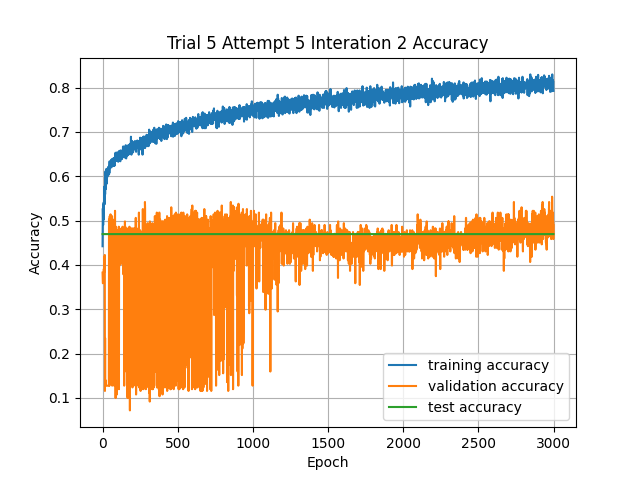 Trial 5 Attempt 5 Interation 2 Accuracy
0.8
0.7
0.6
0.5
0.4
0.3
0.2
0.1
Accuracy
training accuracy
validation accuracy
test accuracy
0 500 1000 1500 2000 2500 3000
Epoch